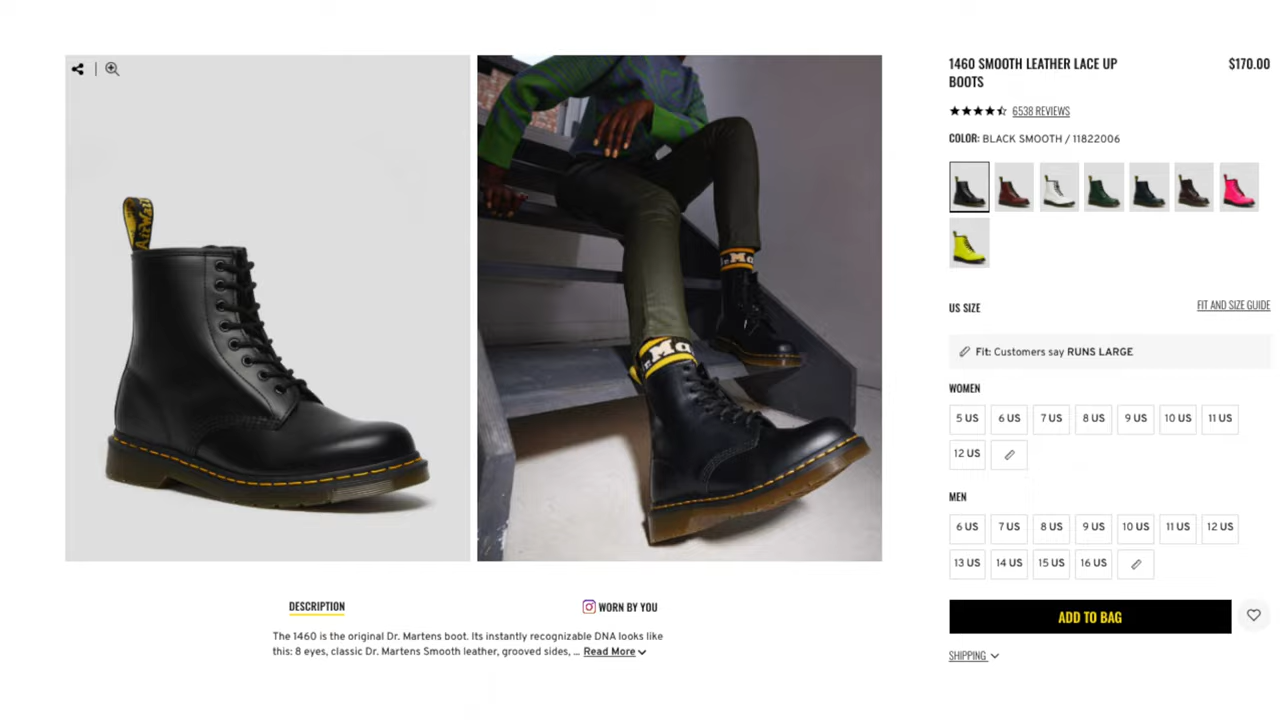 1460 SMOOTH LEATHER LACE UP
BOOTS
$170.00
6538 REVIEWS
COLOR: BLACK SMOOTH / 11822006
US SIZE
FIT AND SIZE GUIDE
Fit: Customers say RUNS LARGE
WOMEN
5 US 6 US 7 US 8 US 9 US 10 US 11 US
12 US
MEN
6 US 7 US 8 US 9 US 10 US 11 US 12 US
13 US 14 US 15 US 16 US
ADD TO BAG
SHIPPING
AirWair
DESCRIPTION
WORN BY YOU
The 1460 is the original Dr. Martens boot. Its instantly recognizable DNA looks like
this: 8 eyes, classic Dr. Martens Smooth leather, grooved sides, ... Read More